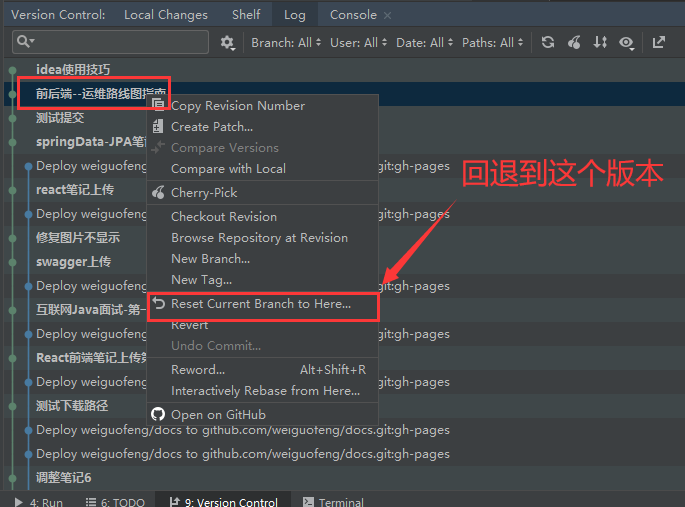 Version Control: Local Changes Shelf Log Console
Branch: All User: All Date: All Paths: All
idea使用技巧
前后端--运维路线图指南
Copy Revision Number
测试提交
Create Patch...
springData-JPA笔
Compare Versions
Deploy weiguofeng
Compare with Local
.git:gh-pages
回退到这个版本
react笔记上传
Cherry-Pick
Deploy weiguofeng
Checkout Revision
.git:gh-pages
修复图片不显示
Browse Repository at Revision
swagger上传
New Branch...
Deploy weiguofeng
New Tag...
.git:gh-pages
互联网Java面试-第一
Reset Current Branch to Here...
Deploy weiguofeng
Revert
.git:gh-pages
Undo Commit...
React前端笔记上传
Reword... Alt+Shift+R
Deploy weiguofeng
Interactively Rebase from Here...
.git:gh-pages
测试下载路径
Open on GitHub
Deploy weiguofeng/docs to github.com/weiguofeng/docs.git:gh-pages
Deploy weiguofeng/docs to github.com/weiguofeng/docs.git:gh-pages
调整笔记6
4: Run 6: TODO 9: Version Control Terminal